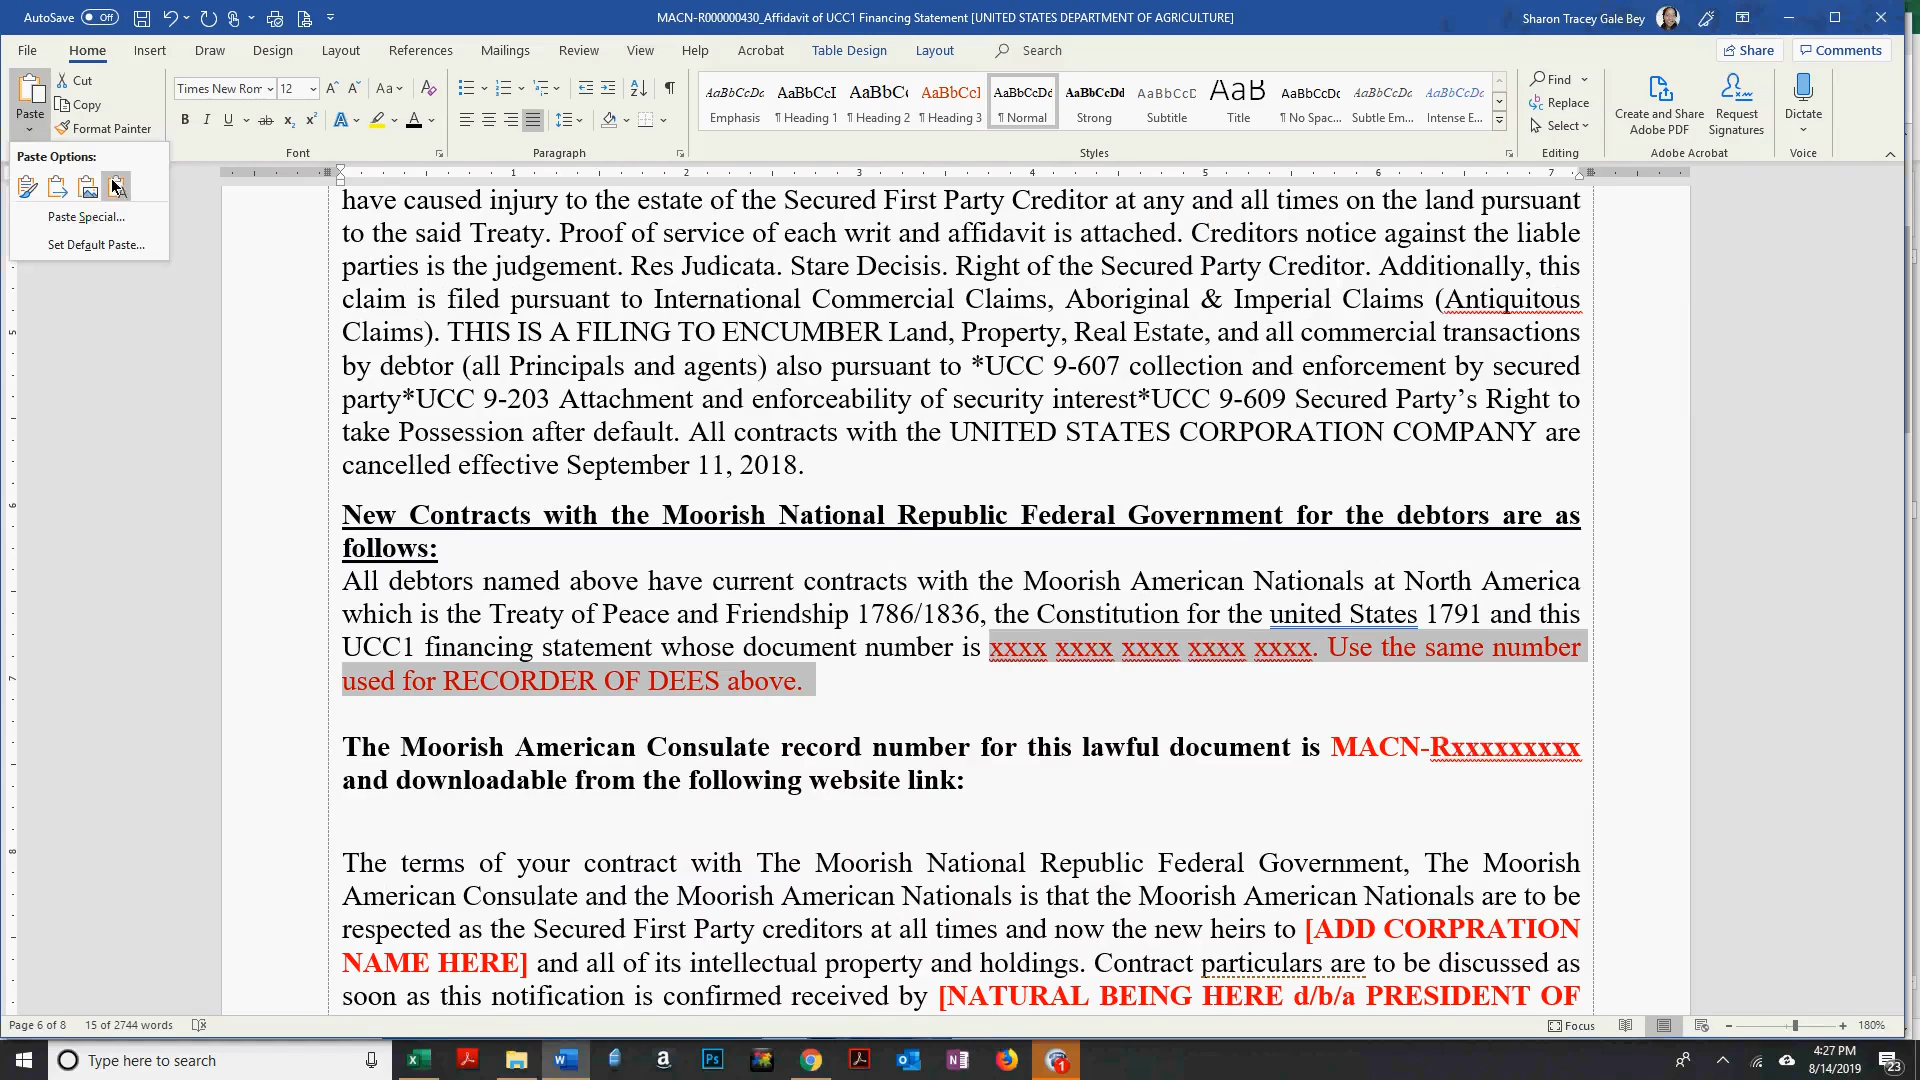 AutoSave Off
MACN-R000000430_Affidavit of UCC1 Financing Statement [UNITED STATES DEPARTMENT OF AGRICULTURE]
Sharon Tracey Gale Bey
File Home Insert Draw Design Layout References Mailings Review View Help Acrobat Table Design Layout Search
Share Comments
Paste
Cut
Copy
Format Painter
Times New Rom 12
Font
Paragraph
AaBbCcDc Emphasis
AaBbCcI ¶ Heading 1
AaBbCc ¶ Heading 2
AaBbCcI ¶ Heading 3
AaBbCcDd ¶ Normal
AaBbCcDd Strong
AaBbCcD Subtitle
AaB Title
AaBbCcDc ¶ No Spac...
AaBbCcDc Subtle Em...
AaBbCcDc Intense E...
Styles
Find
Replace
Select
Editing
Create and Share
Adobe PDF
Request
Signatures
Adobe Acrobat
Dictate
Voice
Paste Options:
Paste Special...
Set Default Paste...
1 2 3 4 5 6 7
have caused injury to the estate of the Secured First Party Creditor at any and all times on the land pursuant
to the said Treaty. Proof of service of each writ and affidavit is attached. Creditors notice against the liable
parties is the judgement. Res Judicata. Stare Decisis. Right of the Secured Party Creditor. Additionally, this
claim is filed pursuant to International Commercial Claims, Aboriginal & Imperial Claims (Antiquitous
Claims). THIS IS A FILING TO ENCUMBER Land, Property, Real Estate, and all commercial transactions
by debtor (all Principals and agents) also pursuant to *UCC 9-607 collection and enforcement by secured
party*UCC 9-203 Attachment and enforceability of security interest*UCC 9-609 Secured Party’s Right to
take Possession after default. All contracts with the UNITED STATES CORPORATION COMPANY are
cancelled effective September 11, 2018.
New Contracts with the Moorish National Republic Federal Government for the debtors are as
follows:
All debtors named above have current contracts with the Moorish American Nationals at North America
which is the Treaty of Peace and Friendship 1786/1836, the Constitution for the united States 1791 and this
UCC1 financing statement whose document number is xxxx xxxx xxxx xxxx xxxx. Use the same number
used for RECORDER OF DEES above.
The Moorish American Consulate record number for this lawful document is MACN-Rxxxxxxxxx
and downloadable from the following website link:
The terms of your contract with The Moorish National Republic Federal Government, The Moorish
American Consulate and the Moorish American Nationals is that the Moorish American Nationals are to be
respected as the Secured First Party creditors at all times and now the new heirs to [ADD CORPRATION
NAME HERE] and all of its intellectual property and holdings. Contract particulars are to be discussed as
soon as this notification is confirmed received by [NATURAL BEING HERE d/b/a PRESIDENT OF
Page 6 of 8 15 of 2744 words
Focus
180%
Type here to search
4:27 PM
8/14/2019
23